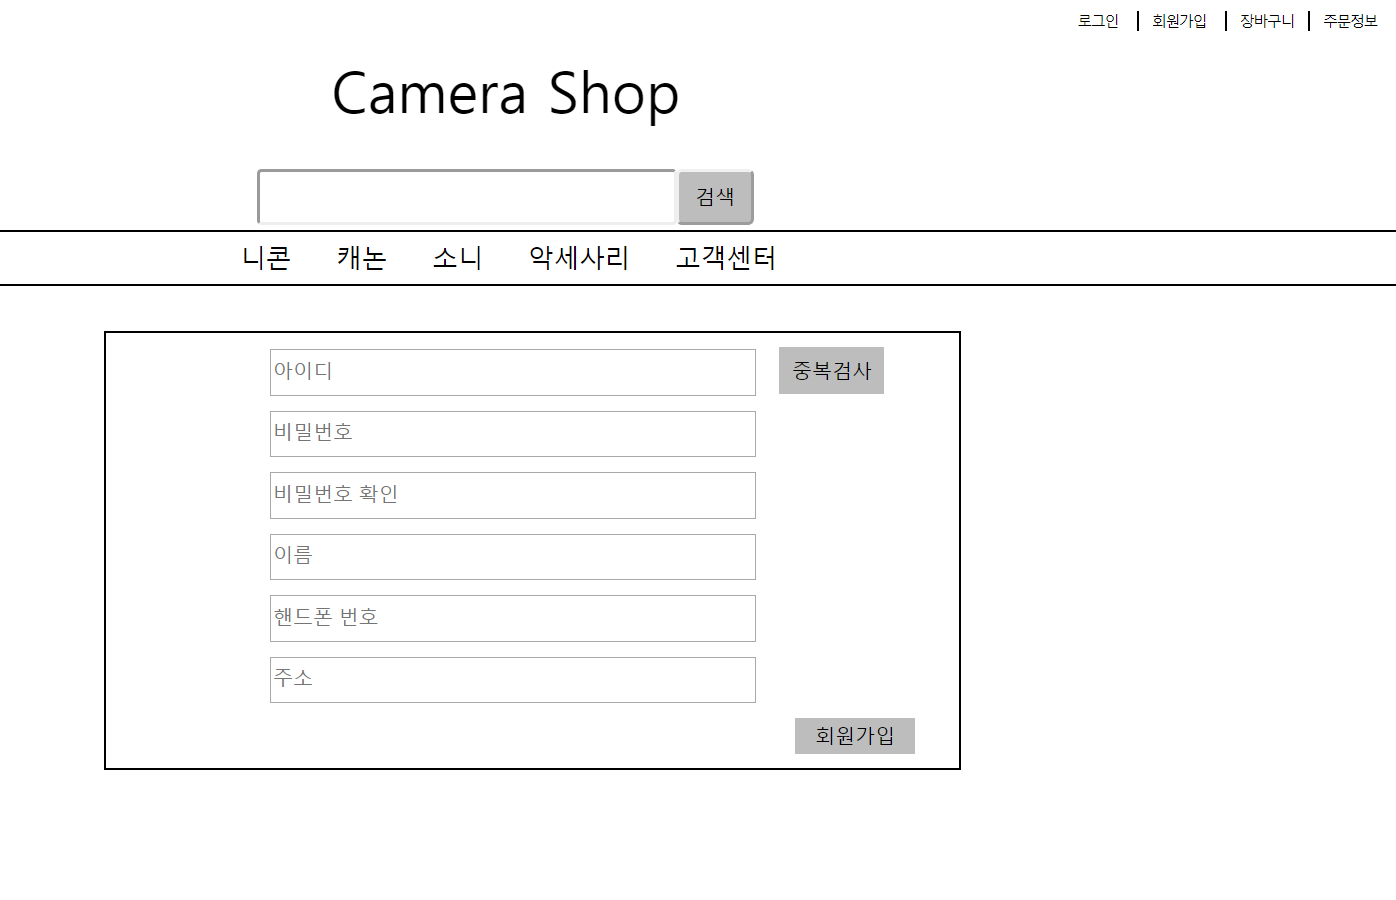 로그인 회원가입 장바구니 주문정보
Camera Shop
검색
니콘 캐논 소니 악세사리 고객센터
아이디 중복검사
비밀번호
비밀번호 확인
이름
핸드폰 번호
주소
회원가입